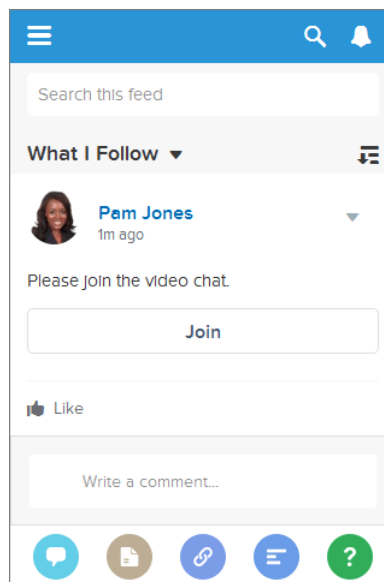 Search this feed
What I Follow
Pam Jones
1m ago
Please join the video chat.
Join
Like
Write a comment...
?